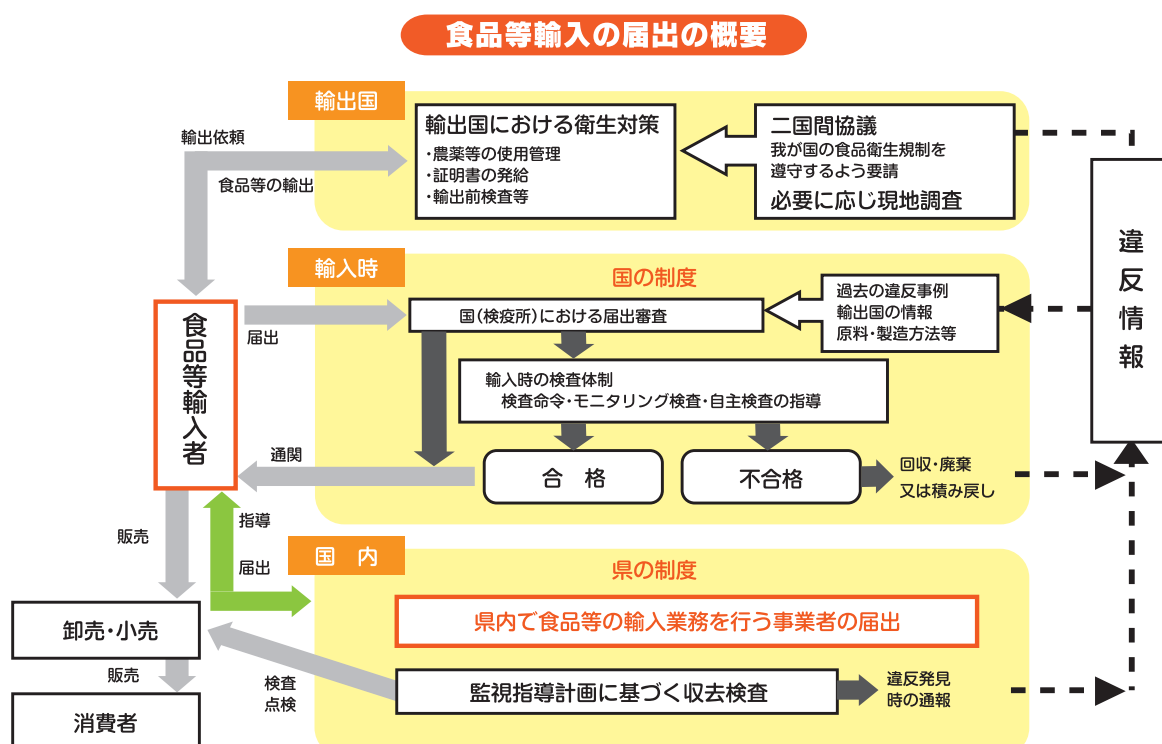 食品等輸入の届出の概要
輸出国
輸出依頼
食品等の輸出
輸出国における衛生対策
・農薬等の使用管理
・証明書の発給
・輸出前検査等
二国間協議
我が国の食品衛生規制を
遵守するよう要請
必要に応じ現地調査
違反情報
輸入時
国の制度
食品等輸入者
届出
国（検疫所）における届出審査
過去の違反事例
輸出国の情報
原料・製造方法等
輸入時の検査体制
検査命令・モニタリング検査・自主検査の指導
通関
合　格
不合格
回収・廃棄
又は積み戻し
販売
指導
届出
国　内
県の制度
県内で食品等の輸入業務を行う事業者の届出
卸売・小売
販売
消費者
検査
点検
監視指導計画に基づく収去検査
違反発見
時の通報